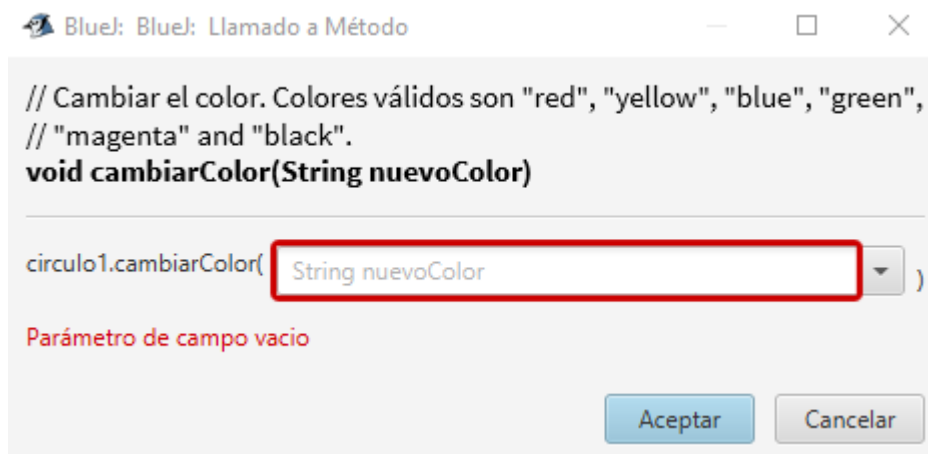 BlueJ: BlueJ: Llamado a Método
// Cambiar el color. Colores válidos son "red", "yellow", "blue", "green",
// "magenta" and "black".
void cambiarColor(String nuevoColor)
circulo1.cambiarColor( String nuevoColor )
Parámetro de campo vacio
Aceptar Cancelar